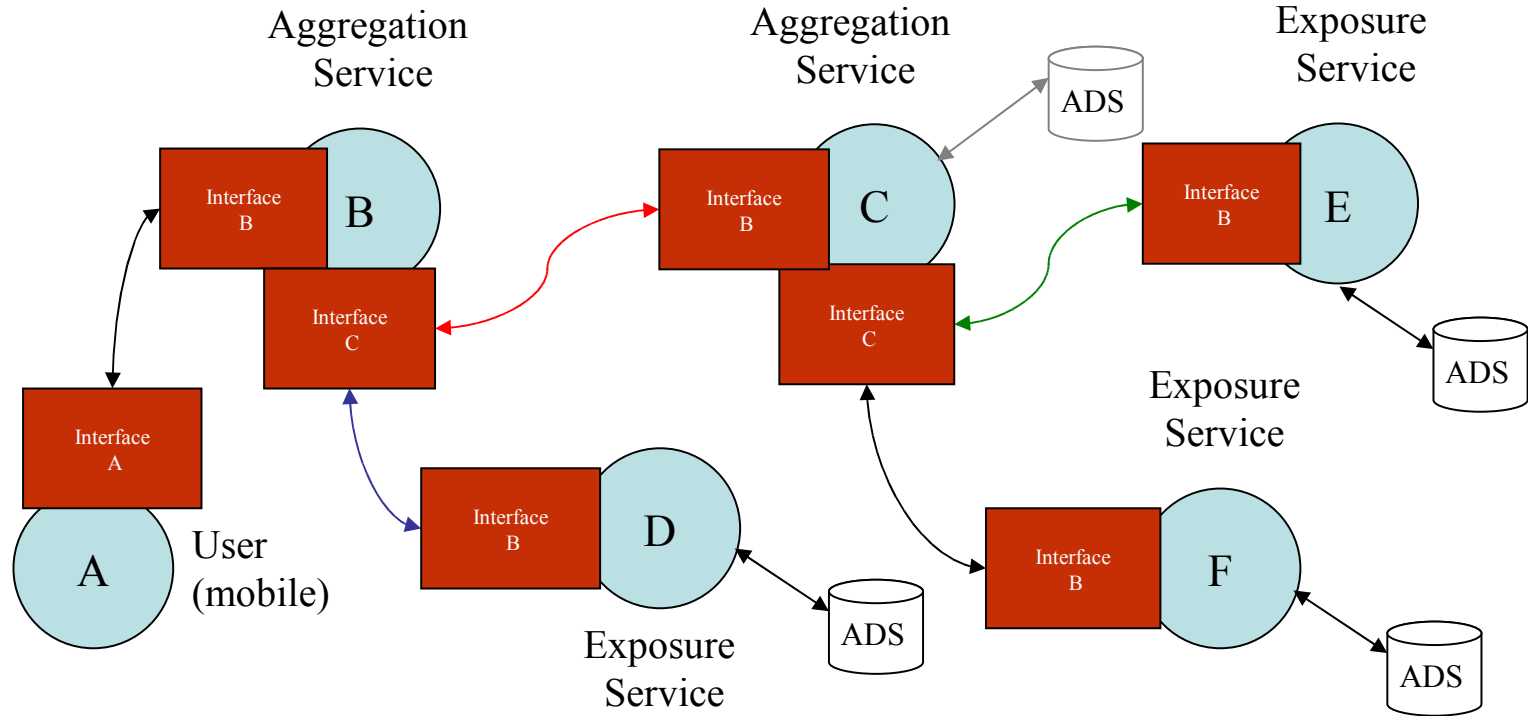 Aggregation
Service
Aggregation
Service
Exposure
Service
ADS
Interface
B
B
Interface
B
C
Interface
B
E
Interface
C
Interface
C
ADS
Interface
A
A
User
(mobile)
Interface
B
D
ADS
Exposure
Service
Exposure
Service
Interface
B
F
ADS